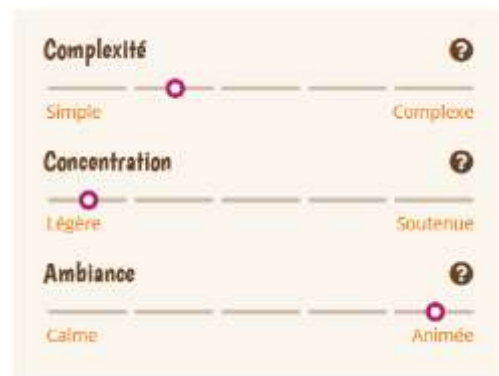 Complexité ?
Simple Complexe
Concentration ?
Légère Soutenue
Ambiance ?
Calme Animée